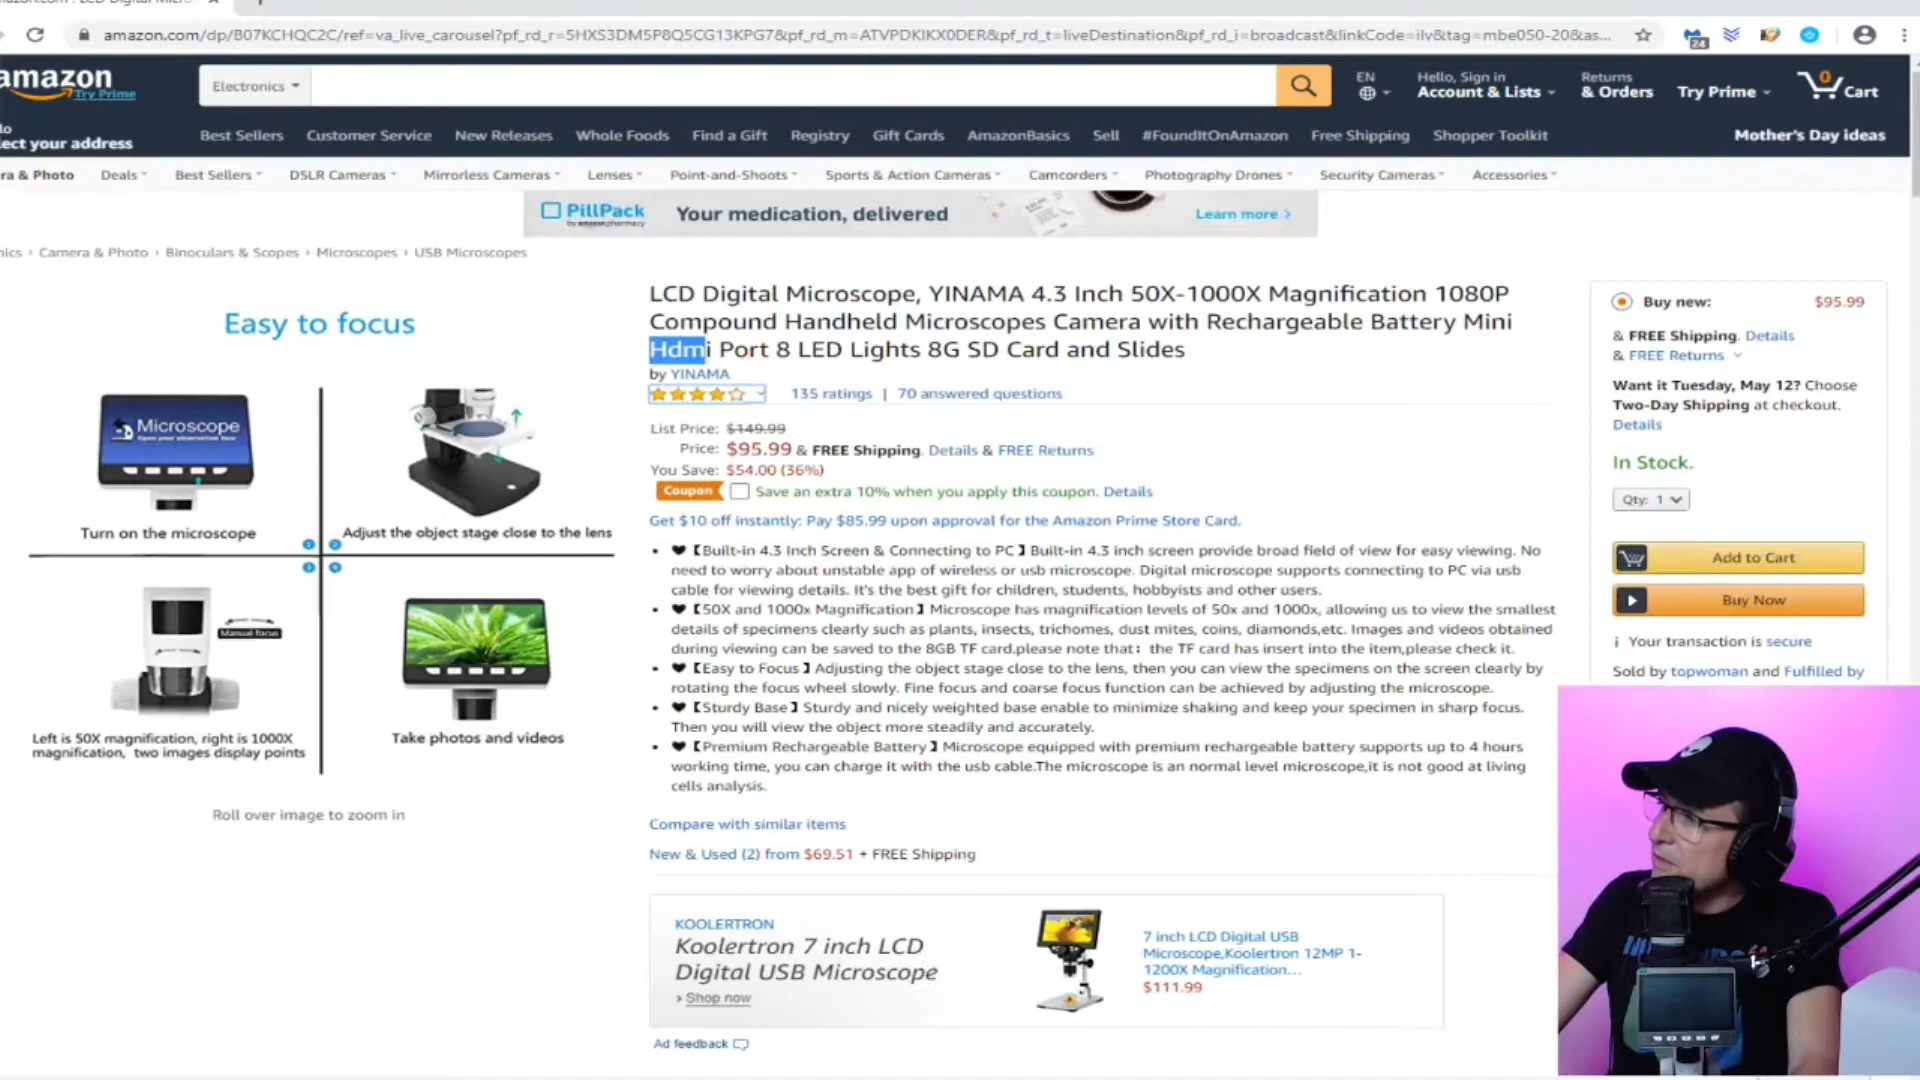 amazon.com/dp/B07KCHQC2C/ref=va_live_carousel?pf_rd_r=5HXS3DM5P8Q5CG13KPG7&pf_rd_m=ATVPDKIKX0DER&pf_rd_t=liveDestination&pf_rd_i=broadcast&linkCode=ilv&tag=mbe050-20&as...
24
amazon
Try Prime
Electronics
EN
Hello, Sign in
Account & Lists
Returns
& Orders
Try Prime
0
Cart
lo
lect your address
Best Sellers Customer Service New Releases Whole Foods Find a Gift Registry Gift Cards AmazonBasics Sell #FoundItOnAmazon Free Shipping Shopper Toolkit
Mother's Day ideas
ra & Photo Deals Best Sellers DSLR Cameras Mirrorless Cameras Lenses Point-and-Shoots Sports & Action Cameras Camcorders Photography Drones Security Cameras Accessories
PillPack
by amazon pharmacy
Your medication, delivered
Learn more ›
nics › Camera & Photo › Binoculars & Scopes › Microscopes › USB Microscopes
Easy to focus
Microscope
Turn on the microscope
Adjust the object stage close to the lens
Manual focus
Left is 50X magnification, right is 1000X
magnification, two images display points
Take photos and videos
Roll over image to zoom in
LCD Digital Microscope, YINAMA 4.3 Inch 50X-1000X Magnification 1080P
Compound Handheld Microscopes Camera with Rechargeable Battery Mini
Hdmi Port 8 LED Lights 8G SD Card and Slides
by YINAMA
135 ratings | 70 answered questions
List Price: $149.99
Price: $95.99 & FREE Shipping. Details & FREE Returns
You Save: $54.00 (36%)
Coupon Save an extra 10% when you apply this coupon. Details
Get $10 off instantly: Pay $85.99 upon approval for the Amazon Prime Store Card.
• ♥【Built-in 4.3 Inch Screen & Connecting to PC】Built-in 4.3 inch screen provide broad field of view for easy viewing. No
need to worry about unstable app of wireless or usb microscope. Digital microscope supports connecting to PC via usb
cable for viewing details. It's the best gift for children, students, hobbyists and other users.
• ♥【50X and 1000x Magnification】Microscope has magnification levels of 50x and 1000x, allowing us to view the smallest
details of specimens clearly such as plants, insects, trichomes, dust mites, coins, diamonds,etc. Images and videos obtained
during viewing can be saved to the 8GB TF card.please note that：the TF card has insert into the item,please check it.
• ♥【Easy to Focus】Adjusting the object stage close to the lens, then you can view the specimens on the screen clearly by
rotating the focus wheel slowly. Fine focus and coarse focus function can be achieved by adjusting the microscope.
• ♥【Sturdy Base】Sturdy and nicely weighted base enable to minimize shaking and keep your specimen in sharp focus.
Then you will view the object more steadily and accurately.
• ♥【Premium Rechargeable Battery】Microscope equipped with premium rechargeable battery supports up to 4 hours
working time, you can charge it with the usb cable.The microscope is an normal level microscope,it is not good at living
cells analysis.
Compare with similar items
New & Used (2) from $69.51 + FREE Shipping
KOOLERTRON
Koolertron 7 inch LCD
Digital USB Microscope
› Shop now
7 inch LCD Digital USB
Microscope,Koolertron 12MP 1-
1200X Magnification...
$111.99
Ad feedback
Buy new: $95.99
& FREE Shipping. Details
& FREE Returns
Want it Tuesday, May 12? Choose
Two-Day Shipping at checkout.
Details
In Stock.
Qty: 1
Add to Cart
Buy Now
Your transaction is secure
Sold by topwoman and Fulfilled by